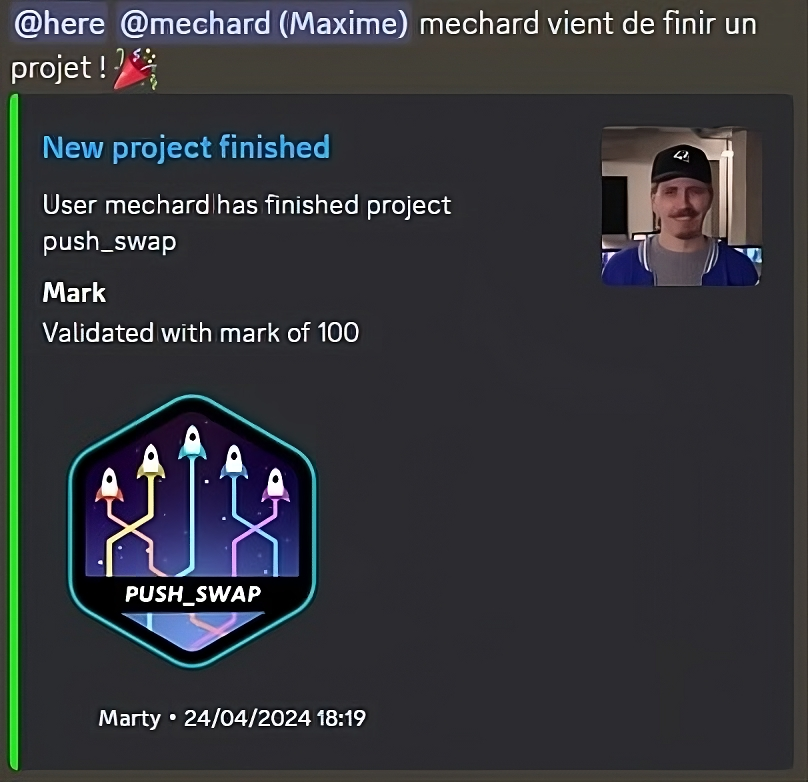 @here @mechard (Maxime) mechard vient de finir un
projet ! 🎉
New project finished
User mechard has finished project
push_swap
Mark
Validated with mark of 100
PUSH_SWAP
Marty • 24/04/2024 18:19